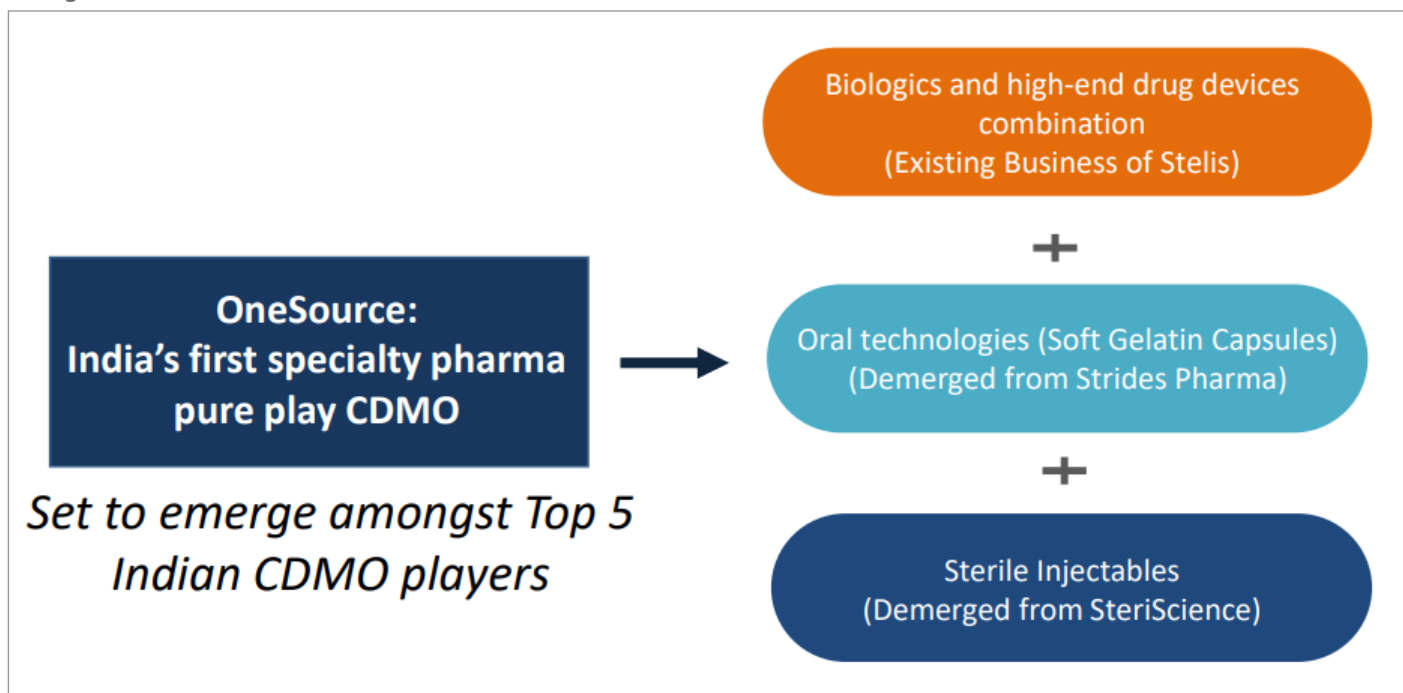 OneSource:
India’s first specialty pharma
pure play CDMO
Set to emerge amongst Top 5
Indian CDMO players
Biologics and high-end drug devices
combination
(Existing Business of Stelis)
+
Oral technologies (Soft Gelatin Capsules)
(Demerged from Strides Pharma)
+
Sterile Injectables
(Demerged from SteriScience)